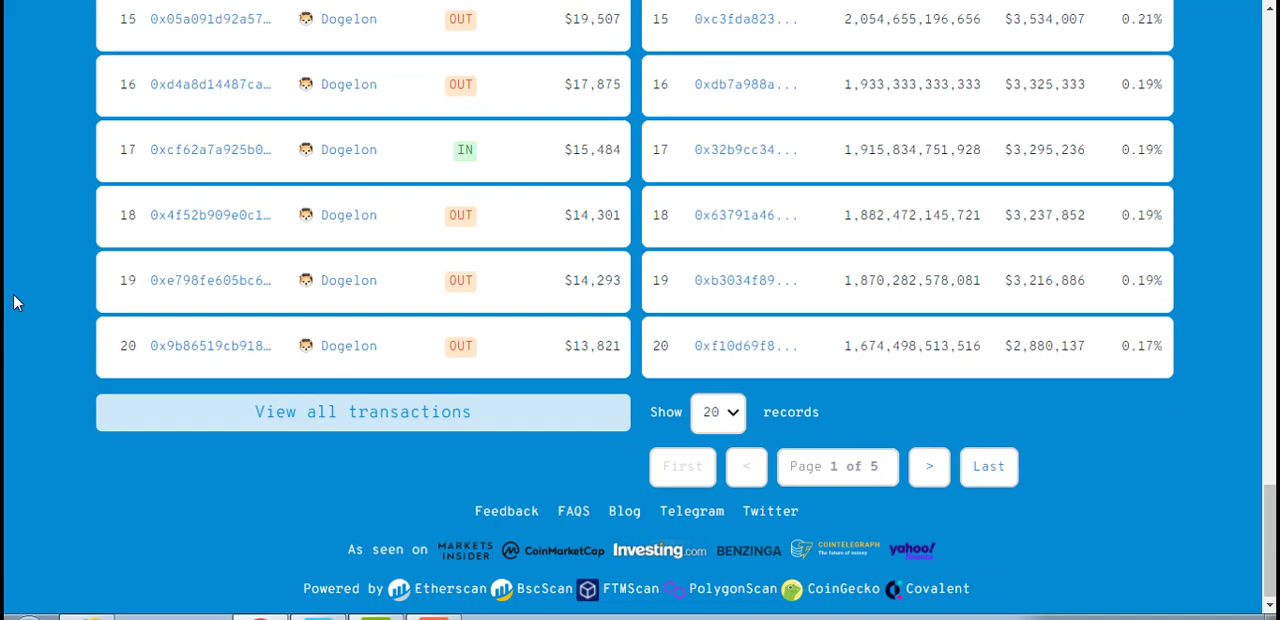 15 0x05a091d92a57… Dogelon OUT $19,507
15 0xc3fda823... 2,054,655,196,656 $3,534,007 0.21%
16 0xd4a8d14487ca… Dogelon OUT $17,875
16 0xdb7a988a... 1,933,333,333,333 $3,325,333 0.19%
17 0xcf62a7a925b0… Dogelon IN $15,484
17 0x32b9cc34... 1,915,834,751,928 $3,295,236 0.19%
18 0x4f52b909e0c1… Dogelon OUT $14,301
18 0x63791a46... 1,882,472,145,721 $3,237,852 0.19%
19 0xe798fe605bc6… Dogelon OUT $14,293
19 0xb3034f89... 1,870,282,578,081 $3,216,886 0.19%
20 0x9b86519cb918… Dogelon OUT $13,821
20 0xf10d69f8... 1,674,498,513,516 $2,880,137 0.17%
View all transactions
Show 20 records
First < Page 1 of 5 > Last
Feedback FAQS Blog Telegram Twitter
As seen on MARKETS INSIDER CoinMarketCap Investing.com BENZINGA COINTELEGRAPH The future of money yahoo! finance
Powered by Etherscan BscScan FTMScan PolygonScan CoinGecko Covalent